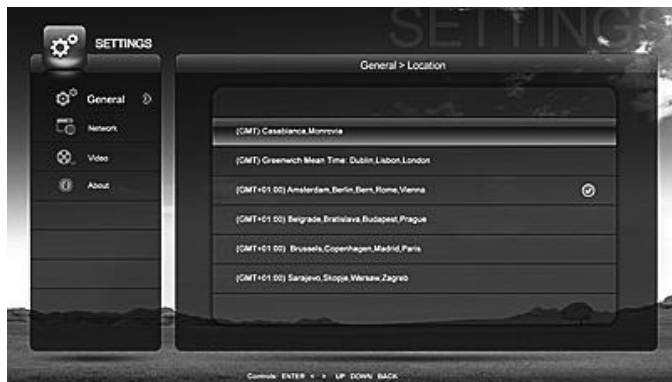 SETTINGS
SETTINGS
General > Location
General
Network
Video
About
(GMT) Casablanca,Monrovia
(GMT) Greenwich Mean Time: Dublin,Lisbon,London
(GMT+01:00) Amsterdam,Berlin,Bern,Rome,Vienna
(GMT+01:00) Belgrade,Bratislava,Budapest,Prague
(GMT+01:00) Brussels,Copenhagen,Madrid,Paris
(GMT+01:00) Sarajevo,Skopje,Warsaw,Zagreb
Controls: ENTER < > UP DOWN BACK